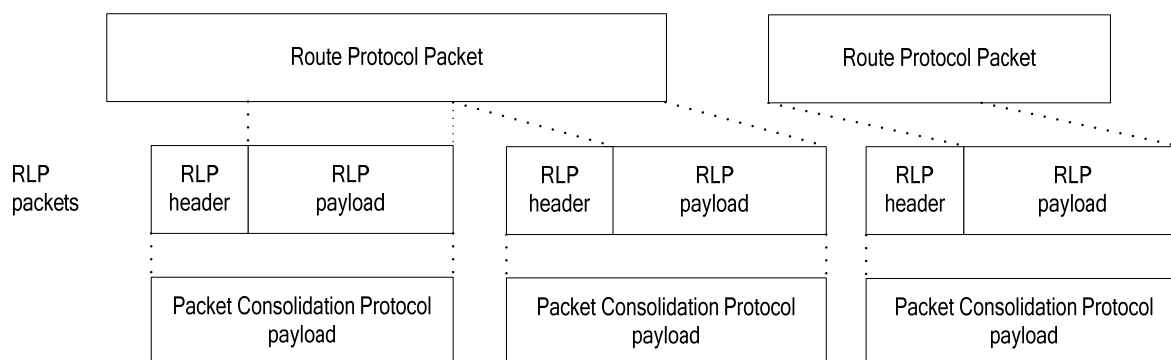 Route Protocol Packet
Route Protocol Packet
RLP
packets
RLP
header
RLP
payload
RLP
header
RLP
payload
RLP
header
RLP
payload
Packet Consolidation Protocol
payload
Packet Consolidation Protocol
payload
Packet Consolidation Protocol
payload